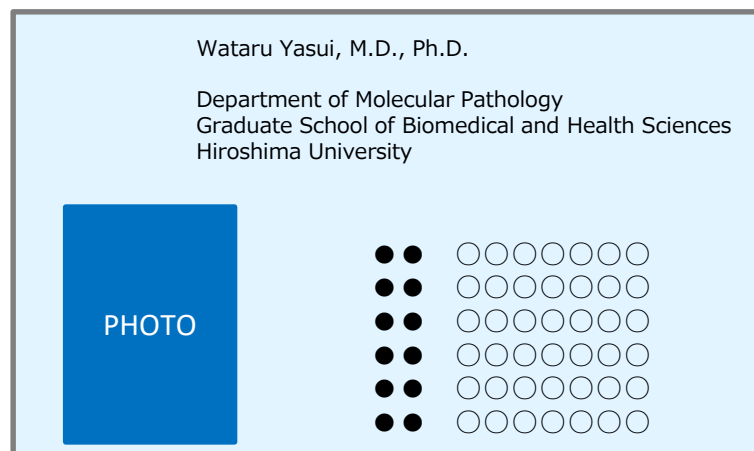 Wataru Yasui, M.D., Ph.D.
Department of Molecular Pathology
Graduate School of Biomedical and Health Sciences
Hiroshima University
PHOTO
●● ○○○○○○○
●● ○○○○○○○
●● ○○○○○○○
●● ○○○○○○○
●● ○○○○○○○
●● ○○○○○○○